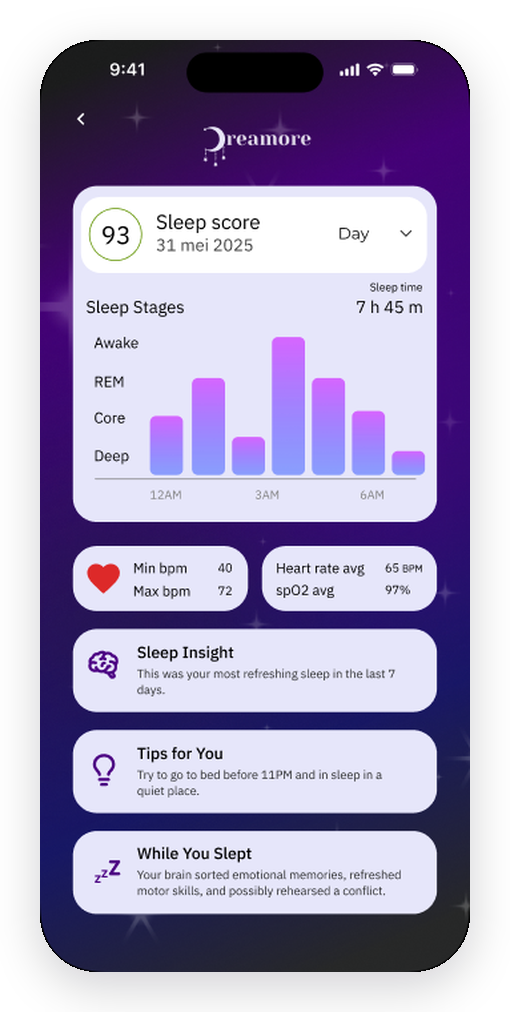 9:41
Dreamore
93
Sleep score
31 mei 2025
Day
Sleep time
Sleep Stages
7 h 45 m
Awake
REM
Core
Deep
12AM 3AM 6AM
Min bpm 40
Max bpm 72
Heart rate avg 65 BPM
spO2 avg 97%
Sleep Insight
This was your most refreshing sleep in the last 7
days.
Tips for You
Try to go to bed before 11PM and in sleep in a
quiet place.
zzZ
While You Slept
Your brain sorted emotional memories, refreshed
motor skills, and possibly rehearsed a conflict.